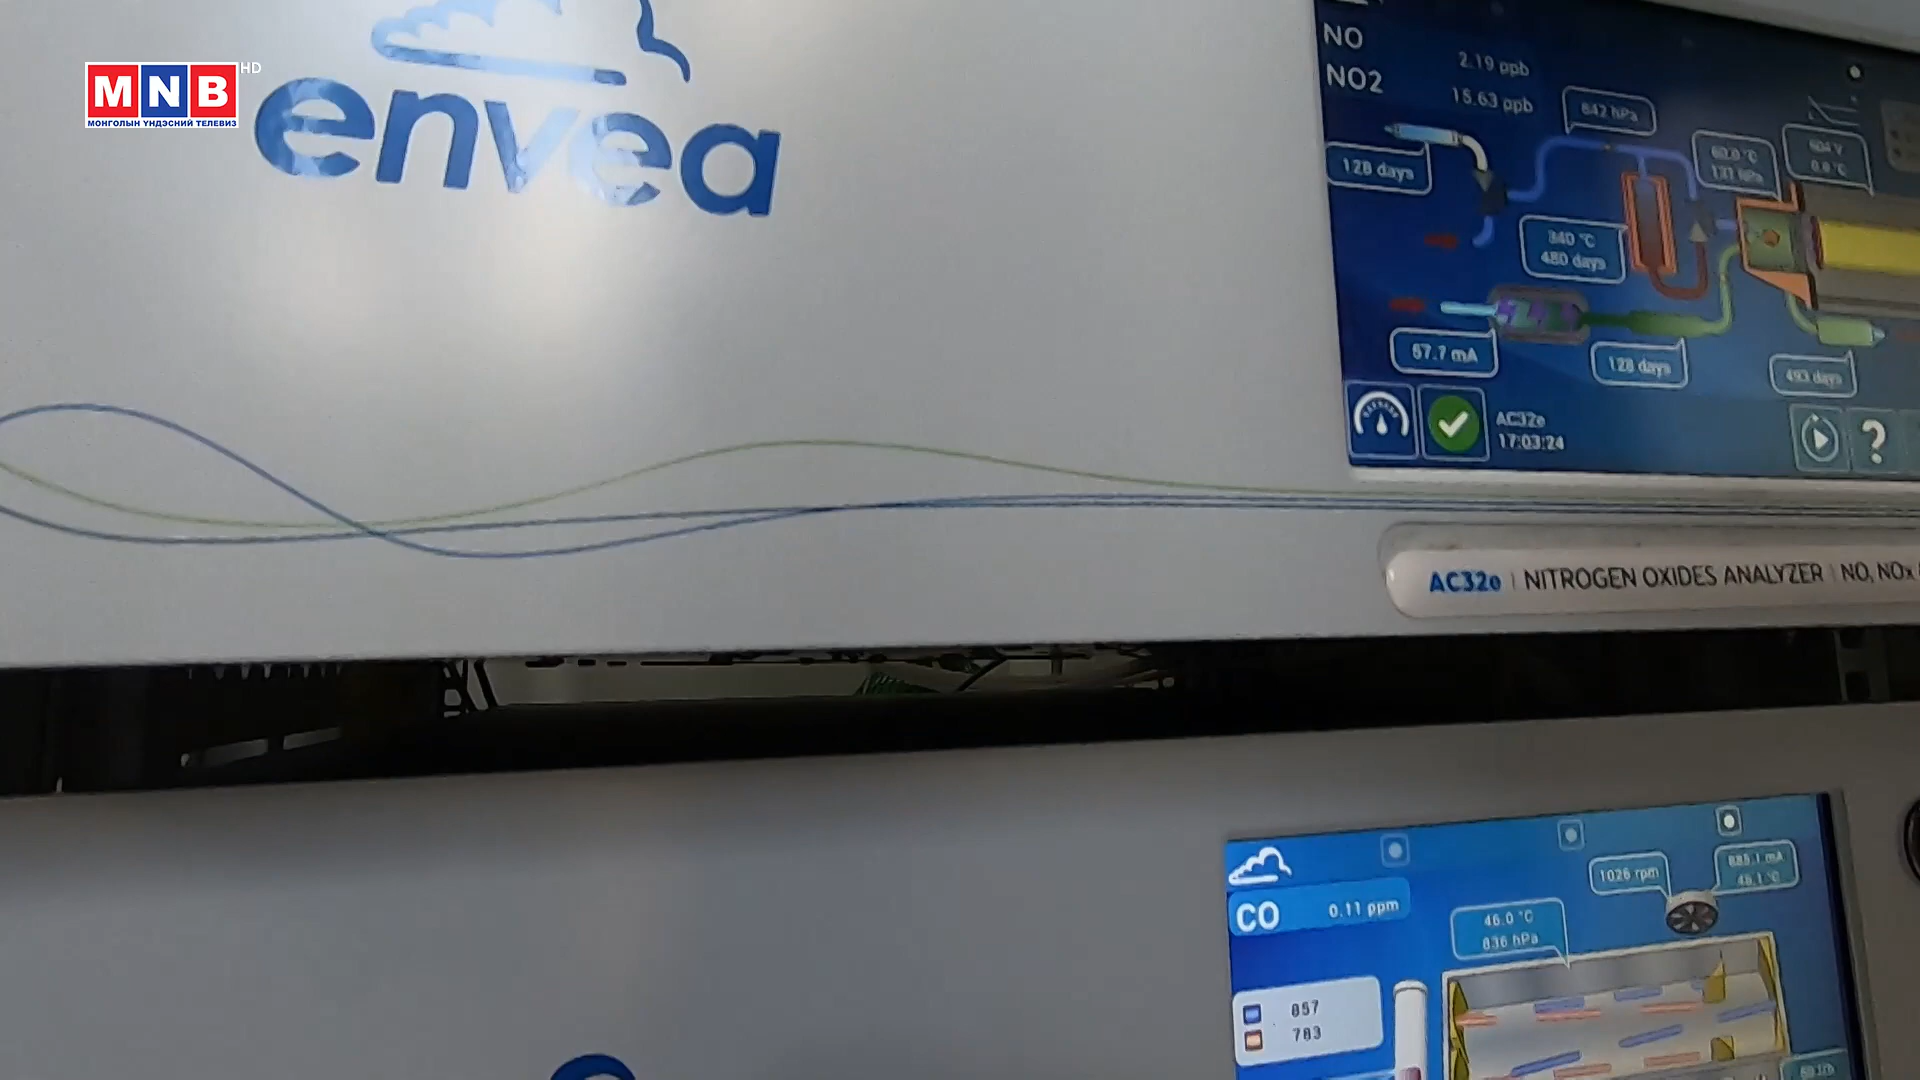 MNB HD
МОНГОЛЫН ҮНДЭСНИЙ ТЕЛЕВИЗ
envea
NO 2.19 ppb
NO2 15.63 ppb
842 hPa
128 days
340 °C
480 days
57.7 mA
128 days
493 days
AC32e
17:03:24
?
AC32e | NITROGEN OXIDES ANALYZER | NO, NOx
CO 0.11 ppm
1026 rpm
46.0 °C
836 hPa
857
783